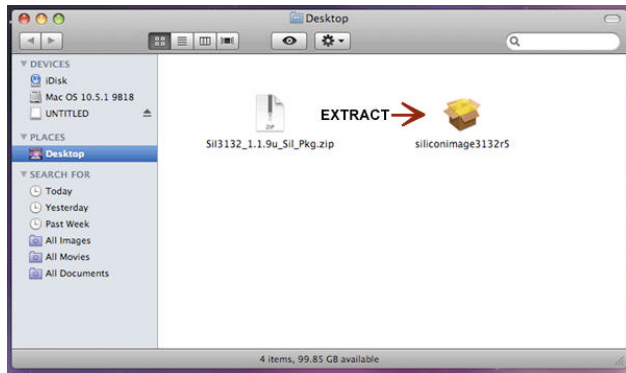 Desktop
DEVICES
iDisk
Mac OS 10.5.1 9818
UNTITLED
PLACES
Desktop
SEARCH FOR
Today
Yesterday
Past Week
All Images
All Movies
All Documents
ZIP
EXTRACT
SiI3132_1.1.9u_SiI_Pkg.zip
siliconimage3132r5
4 items, 99.85 GB available